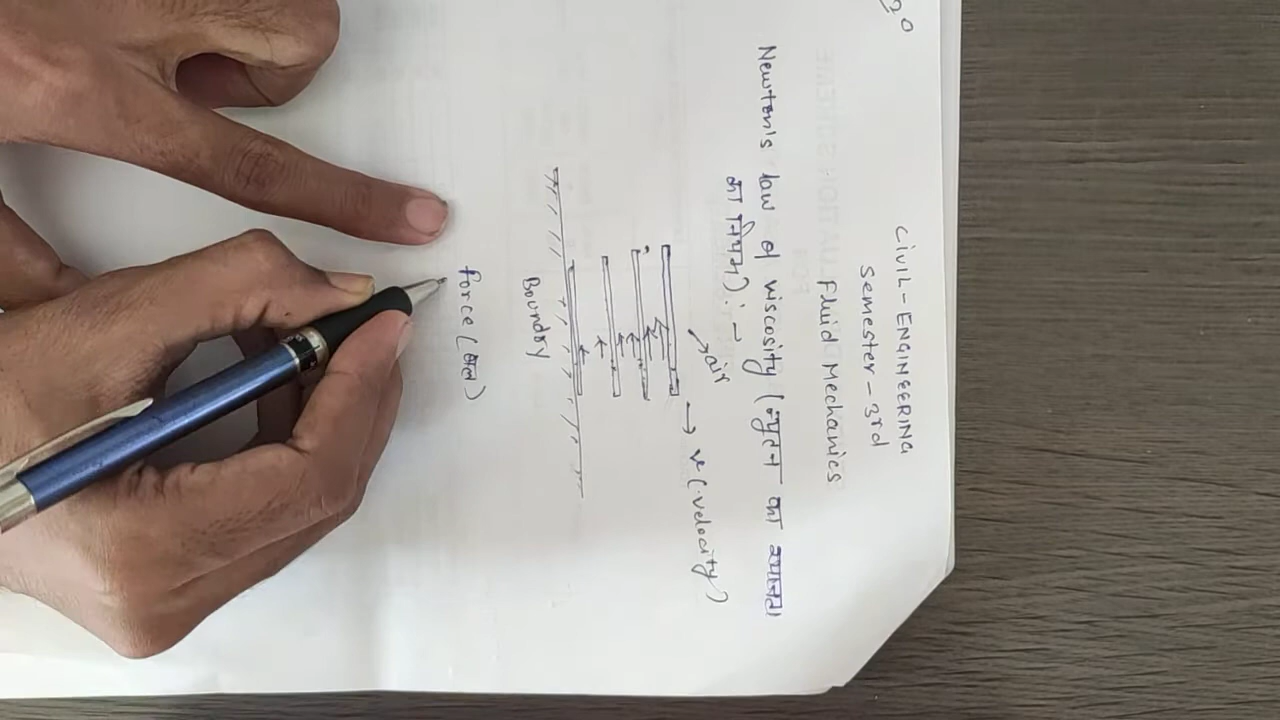 CIVIL-ENGINEERING
Semester-3rd
Fluid Mechanics
Newton's law of viscosity (न्युटन का श्यानता
का नियम):-
→ air
→ v (velocity)
Boundry
force (बल)